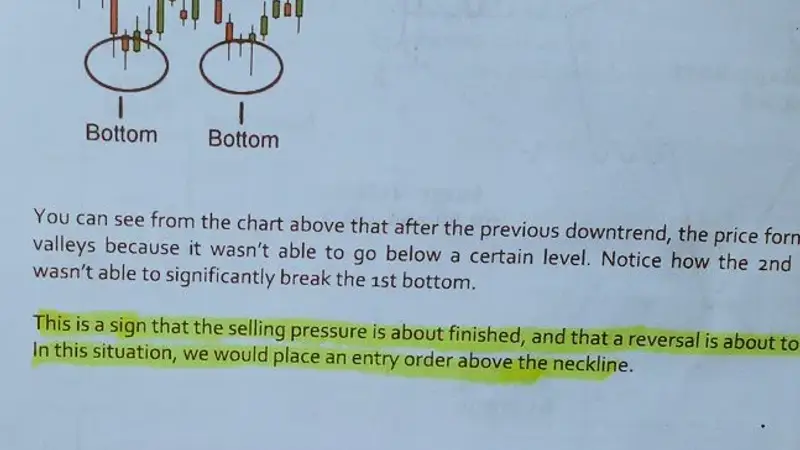 Bottom
Bottom
You can see from the chart above that after the previous downtrend, the price
valleys because it wasn't able to go below a certain level. Notice how the 2nd
wasn't able to significantly break the 1st bottom.
This is a sign that the selling pressure is about finished, and that a reversal is about to
In this situation, we would place an entry order above the neckline.